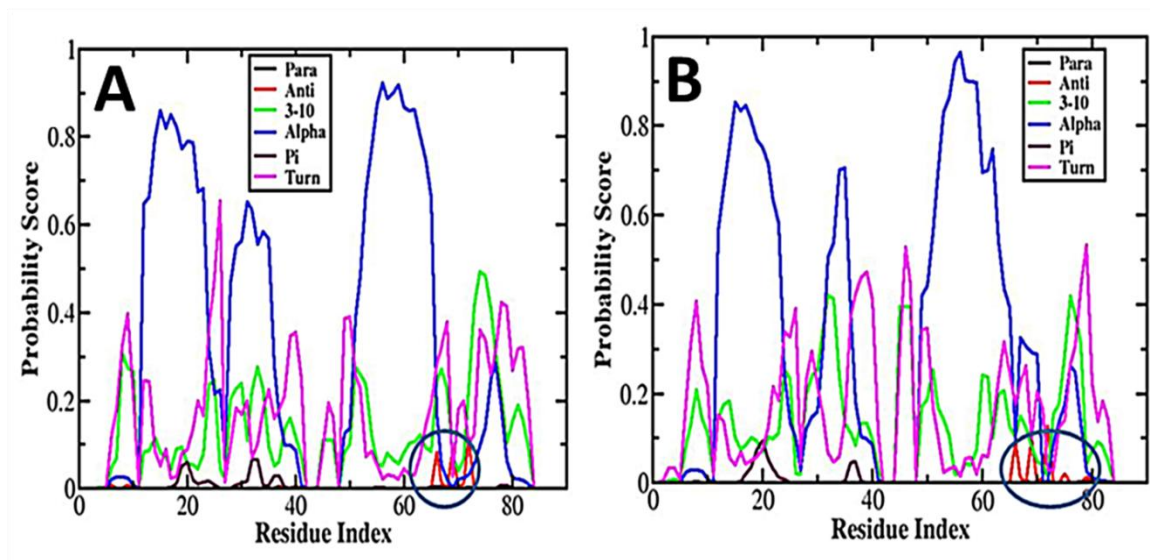 A
Probability Score
1
0.8
0.6
0.4
0.2
0
Para
Anti
3-10
Alpha
Pi
Turn
0 20 40 60 80
Residue Index
B
Probability Score
1
0.8
0.6
0.4
0.2
0
Para
Anti
3-10
Alpha
Pi
Turn
0 20 40 60 80
Residue Index